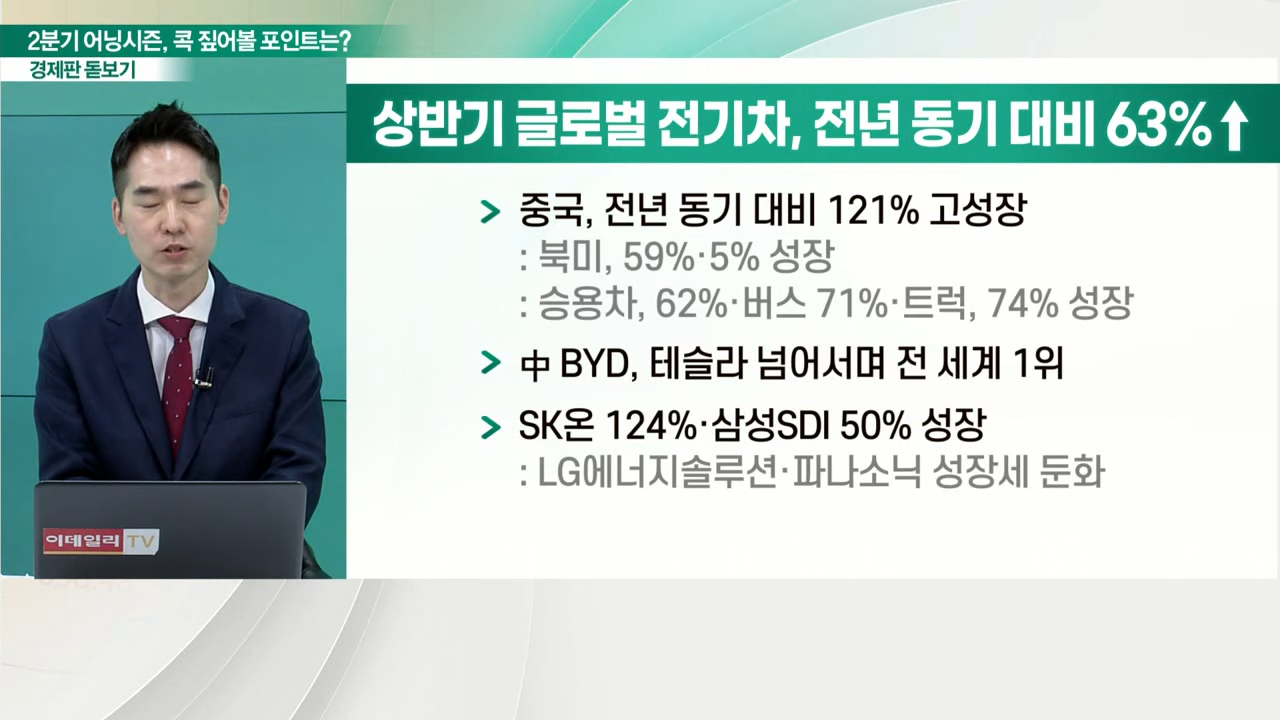 2분기 어닝시즌, 콕 짚어볼 포인트는?
경제판 돋보기
상반기 글로벌 전기차, 전년 동기 대비 63%↑
중국, 전년 동기 대비 121% 고성장
: 북미, 59%·5% 성장
: 승용차, 62%·버스 71%·트럭, 74% 성장
中 BYD, 테슬라 넘어서며 전 세계 1위
SK온 124%·삼성SDI 50% 성장
: LG에너지솔루션·파나소닉 성장세 둔화
이데일리 TV